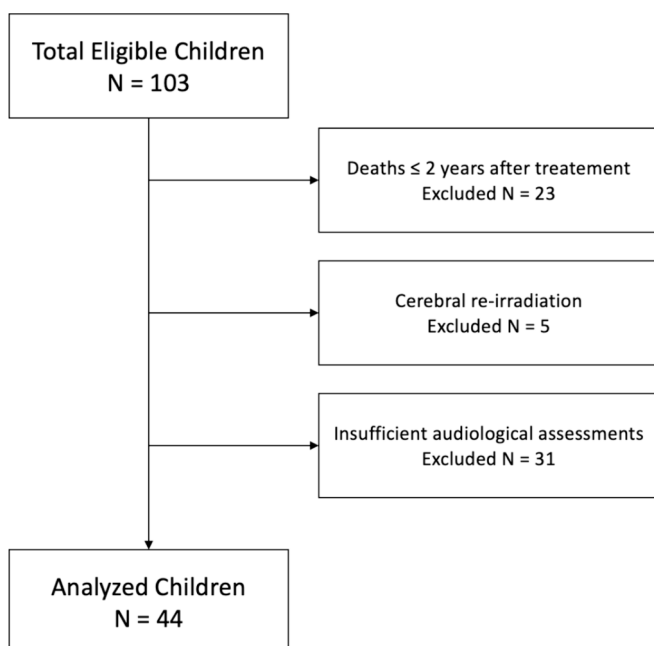 Total Eligible Children
N = 103
Deaths ≤ 2 years after treatement
Excluded N = 23
Cerebral re-irradiation
Excluded N = 5
Insufficient audiological assessments
Excluded N = 31
Analyzed Children
N = 44